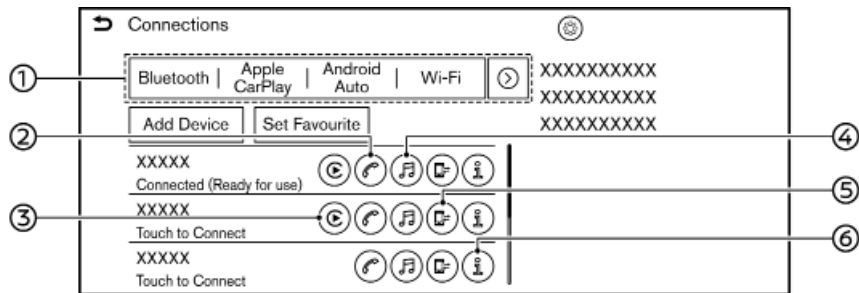 Connections
① Bluetooth | Apple CarPlay | Android Auto | Wi-Fi
XXXXXXXXXX
XXXXXXXXXX
XXXXXXXXXX
Add Device Set Favourite
② ④
XXXXX
Connected (Ready for use)
⑤
③ XXXXX
Touch to Connect
⑥
XXXXX
Touch to Connect